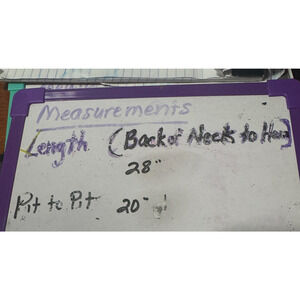 Measurements
Length (Back of Neck to Hem)
28"
Pit to Pit 20"